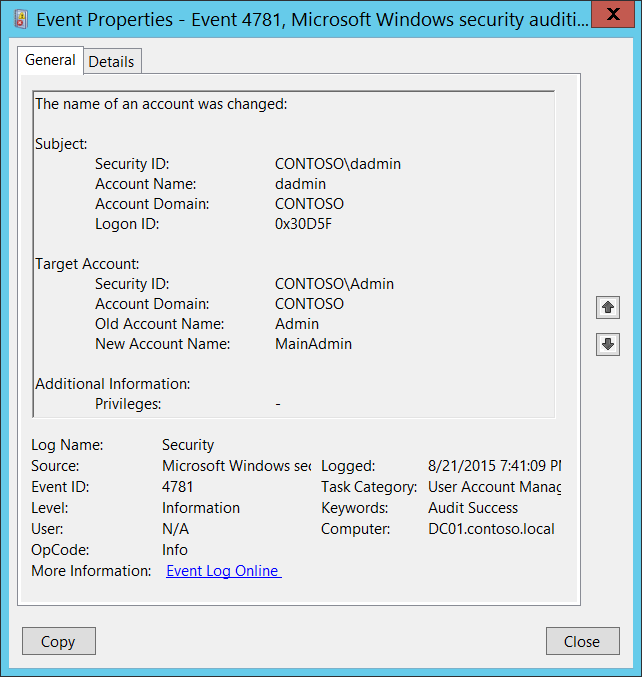 Event Properties - Event 4781, Microsoft Windows security auditi...
General Details
The name of an account was changed:
Subject:
Security ID: CONTOSO\dadmin
Account Name: dadmin
Account Domain: CONTOSO
Logon ID: 0x30D5F
Target Account:
Security ID: CONTOSO\Admin
Account Domain: CONTOSO
Old Account Name: Admin
New Account Name: MainAdmin
Additional Information:
Privileges: -
Log Name: Security
Source: Microsoft Windows sec Logged: 8/21/2015 7:41:09 PM
Event ID: 4781 Task Category: User Account Manag
Level: Information Keywords: Audit Success
User: N/A Computer: DC01.contoso.local
OpCode: Info
More Information: Event Log Online
Copy Close